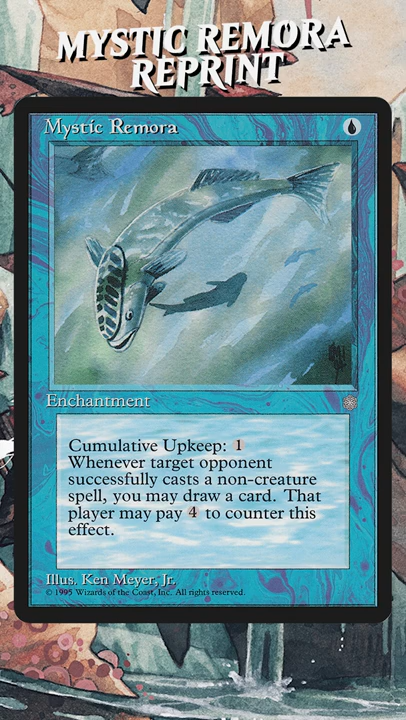 MYSTIC REMORA
REPRINT
Mystic Remora
Enchantment
Cumulative Upkeep: 1
Whenever target opponent
successfully casts a non-creature
spell, you may draw a card. That
player may pay 4 to counter this
effect.
Illus. Ken Meyer, Jr.
© 1995 Wizards of the Coast, Inc. All rights reserved.